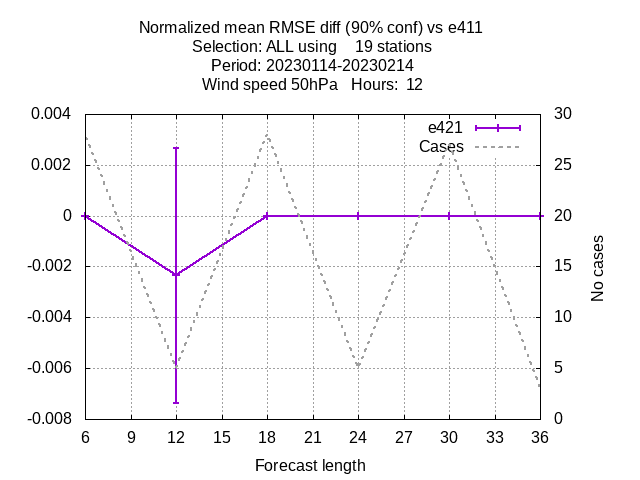 Normalized mean RMSE diff (90% conf) vs e411
Selection: ALL using    19 stations
Period: 20230114-20230214
Wind speed 50hPa   Hours:  12
0.004
0.002
0
-0.002
-0.004
-0.006
-0.008
30
25
20
15
10
5
0
e421
Cases
No cases
6 9 12 15 18 21 24 27 30 33 36
Forecast length